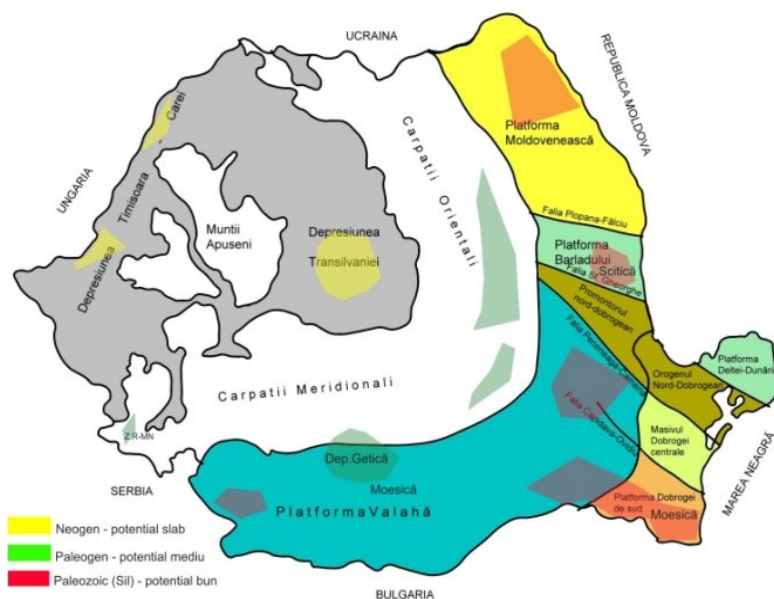 UCRAINA
REPUBLICA MOLDOVA
UNGARIA
Carei
Timisoara
Depresiunea
Muntii
Apuseni
Depresiunea
Transilvaniei
Carpatii Orientali
Platforma
Moldovenească
Falia Plopana-Fălciu
Platforma
Barladului
Scitică
Falia Sf. Gheorghe
Promontoriul
nord-dobrogean
Falia Peceneaga-Camena
Orogenul
Nord-Dobrogean
Platforma
Deltei-Dunării
Masivul
Dobrogei
centrale
Falia Capidava-Ovidiu
Platforma Dobrogei
de sud
Moesică
MAREA NEAGRĂ
Carpatii Meridionali
Z.R-MN
Dep.Getică
Moesică
Platforma Valahă
SERBIA
BULGARIA
Neogen - potential slab
Paleogen - potential mediu
Paleozoic (Sil) - potential bun